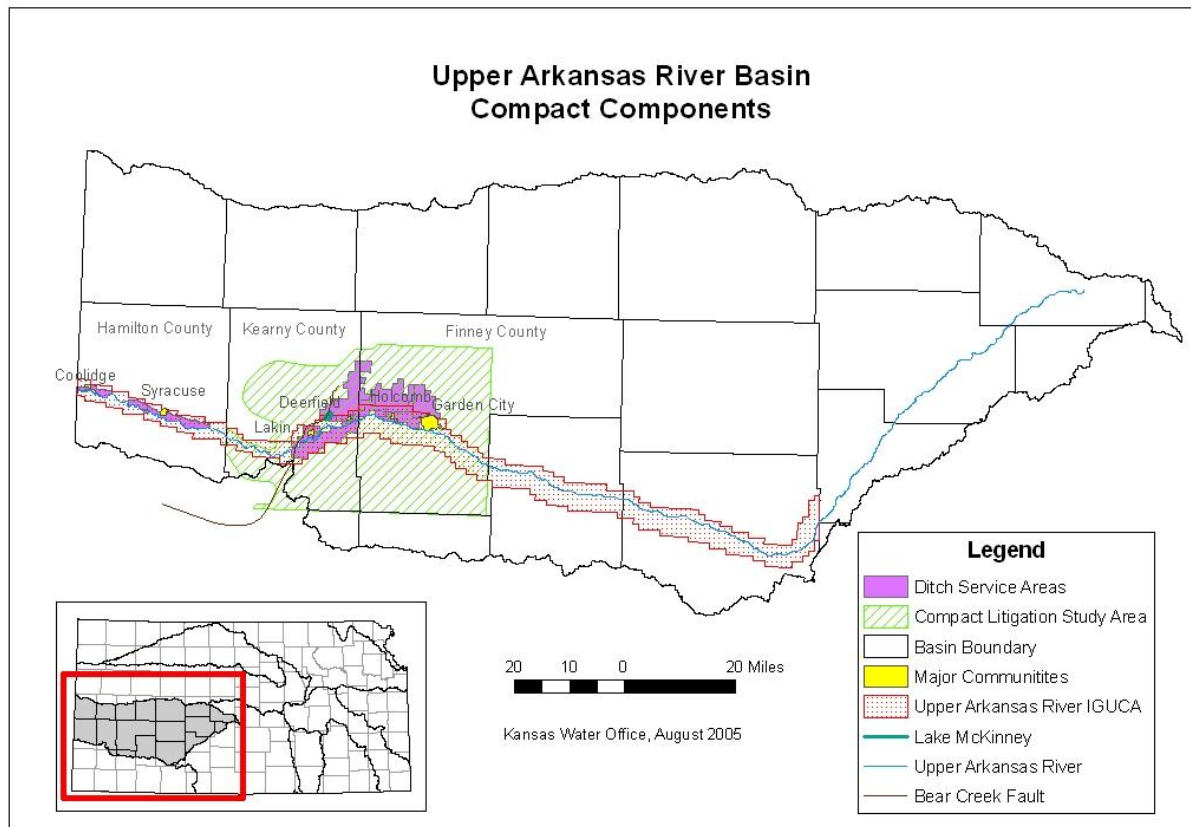 Upper Arkansas River Basin
Compact Components
Hamilton County
Kearny County
Finney County
Coolidge
Syracuse
Deerfield
Holcomb
Garden City
Lakin
Legend
Ditch Service Areas
Compact Litigation Study Area
Basin Boundary
Major Communitites
Upper Arkansas River IGUCA
Lake McKinney
Upper Arkansas River
Bear Creek Fault
20 10 0 20 Miles
Kansas Water Office, August 2005